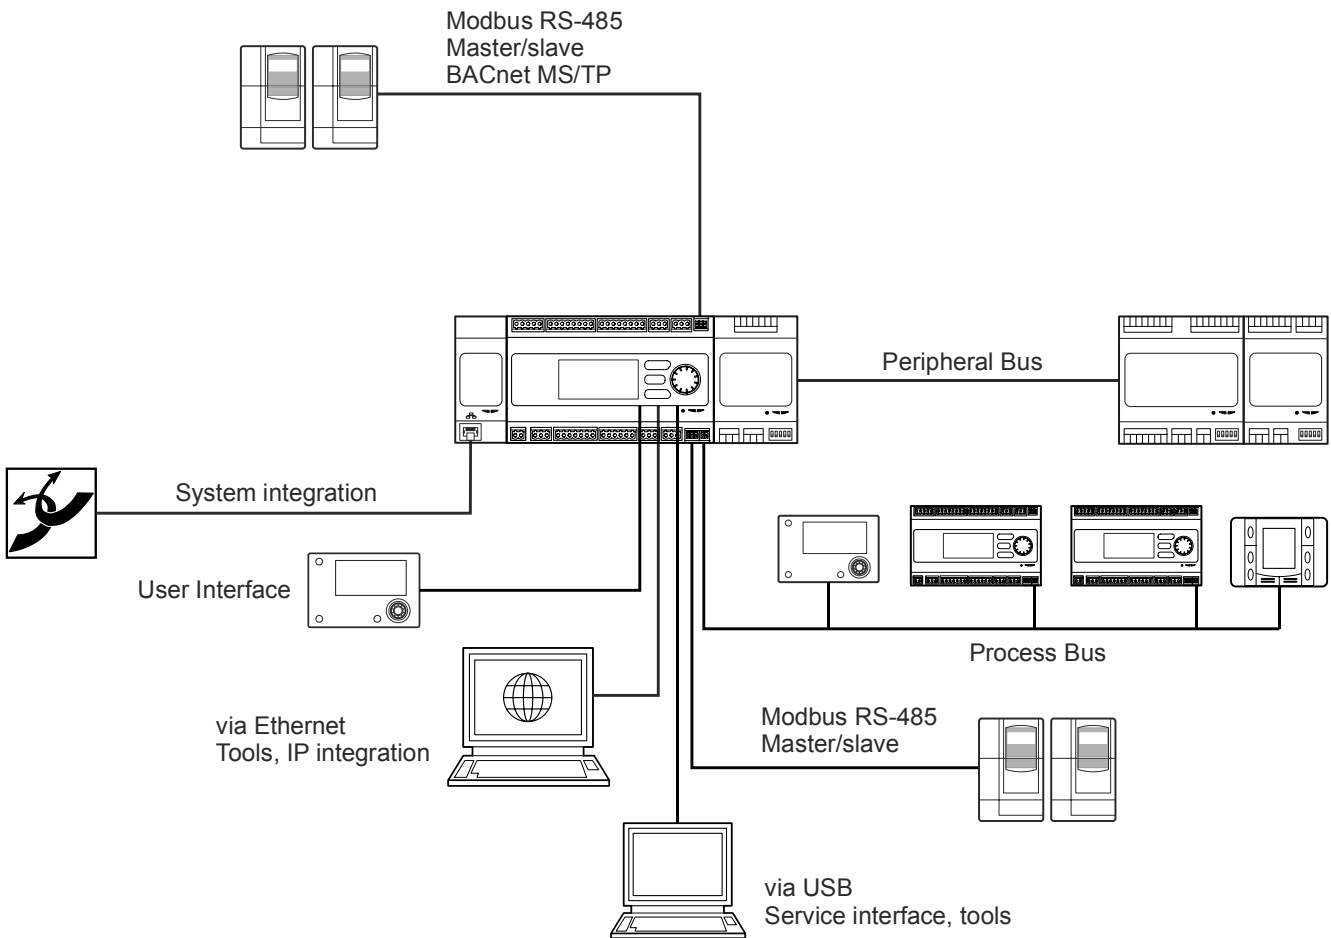 Modbus RS-485
Master/slave
BACnet MS/TP
Peripheral Bus
System integration
User Interface
Process Bus
via Ethernet
Tools, IP integration
Modbus RS-485
Master/slave
via USB
Service interface, tools